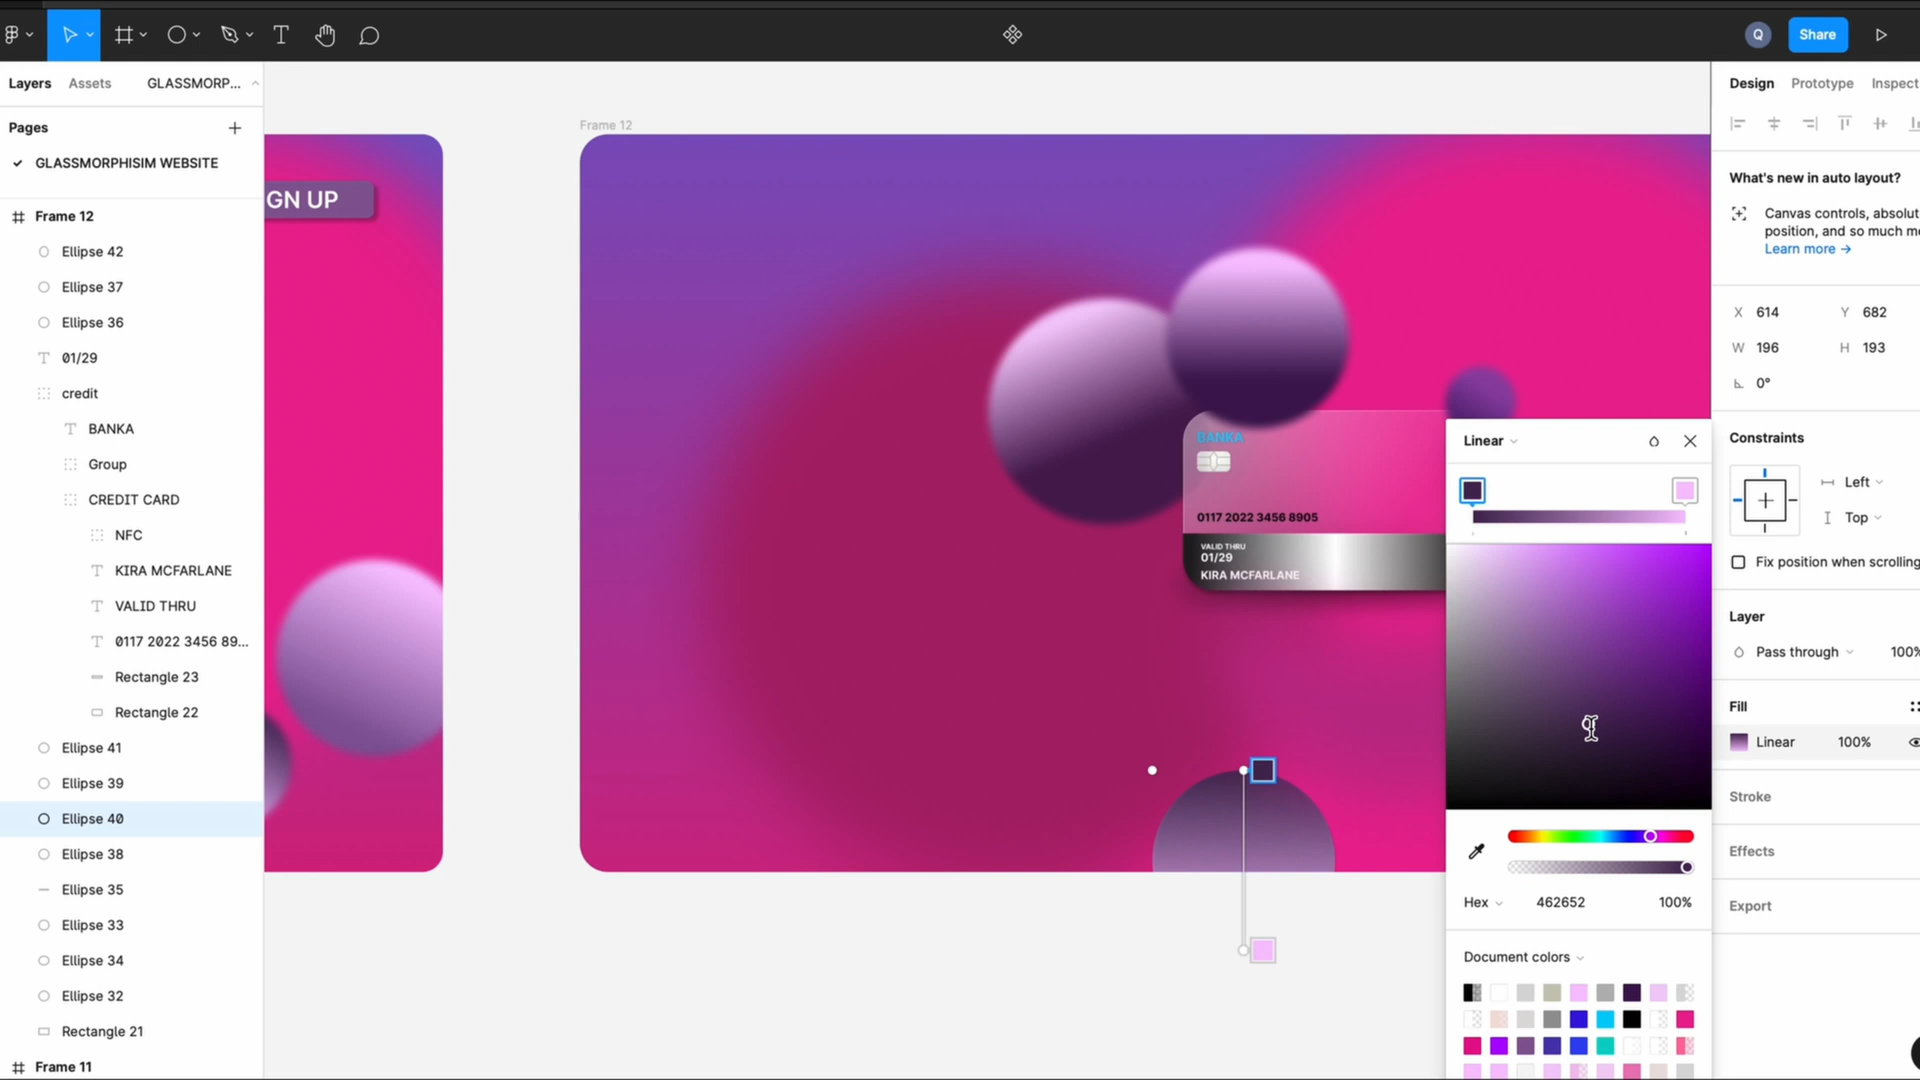 Q
Share
Layers
Assets
GLASSMORP...
Pages
GLASSMORPHISIM WEBSITE
Frame 12
Ellipse 42
Ellipse 37
Ellipse 36
01/29
credit
BANKA
Group
CREDIT CARD
NFC
KIRA MCFARLANE
VALID THRU
0117 2022 3456 89...
Rectangle 23
Rectangle 22
Ellipse 41
Ellipse 39
Ellipse 40
Ellipse 38
Ellipse 35
Ellipse 33
Ellipse 34
Ellipse 32
Rectangle 21
Frame 11
GN UP
Frame 12
BANKA
0117 2022 3456 8905
VALID THRU
01/29
KIRA MCFARLANE
Linear
Hex 462652 100%
Document colors
Design Prototype Inspect
What's new in auto layout?
Canvas controls, absolut
position, and so much m
Learn more →
X 614 Y 682
W 196 H 193
0°
Constraints
Left
Top
Fix position when scrolling
Layer
Pass through 100%
Fill
Linear 100%
Stroke
Effects
Export